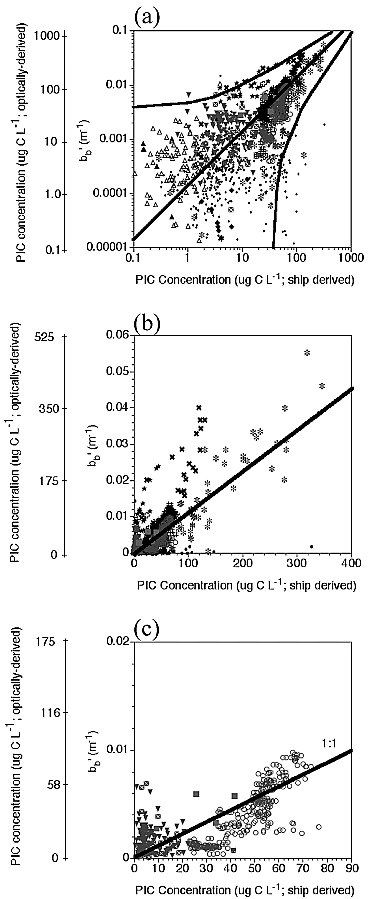 (a)
PIC concentration (ug C L-1; optically-derived)
1000
100
10
1.0
0.1
bb' (m-1)
0.1
0.01
0.001
0.0001
0.00001
0.1 1 10 100 1000
PIC Concentration (ug C L-1; ship derived)
(b)
PIC concentration (ug C L-1; optically-derived)
525
350
175
0
bb' (m-1)
0.06
0.05
0.04
0.03
0.02
0.01
0
0 100 200 300 400
PIC Concentration (ug C L-1; ship derived)
(c)
PIC concentration (ug C L-1; optically-derived)
175
116
58
0
bb' (m-1)
0.02
0.01
0
1:1
0 10 20 30 40 50 60 70 80 90
PIC Concentration (ug C L-1; ship derived)